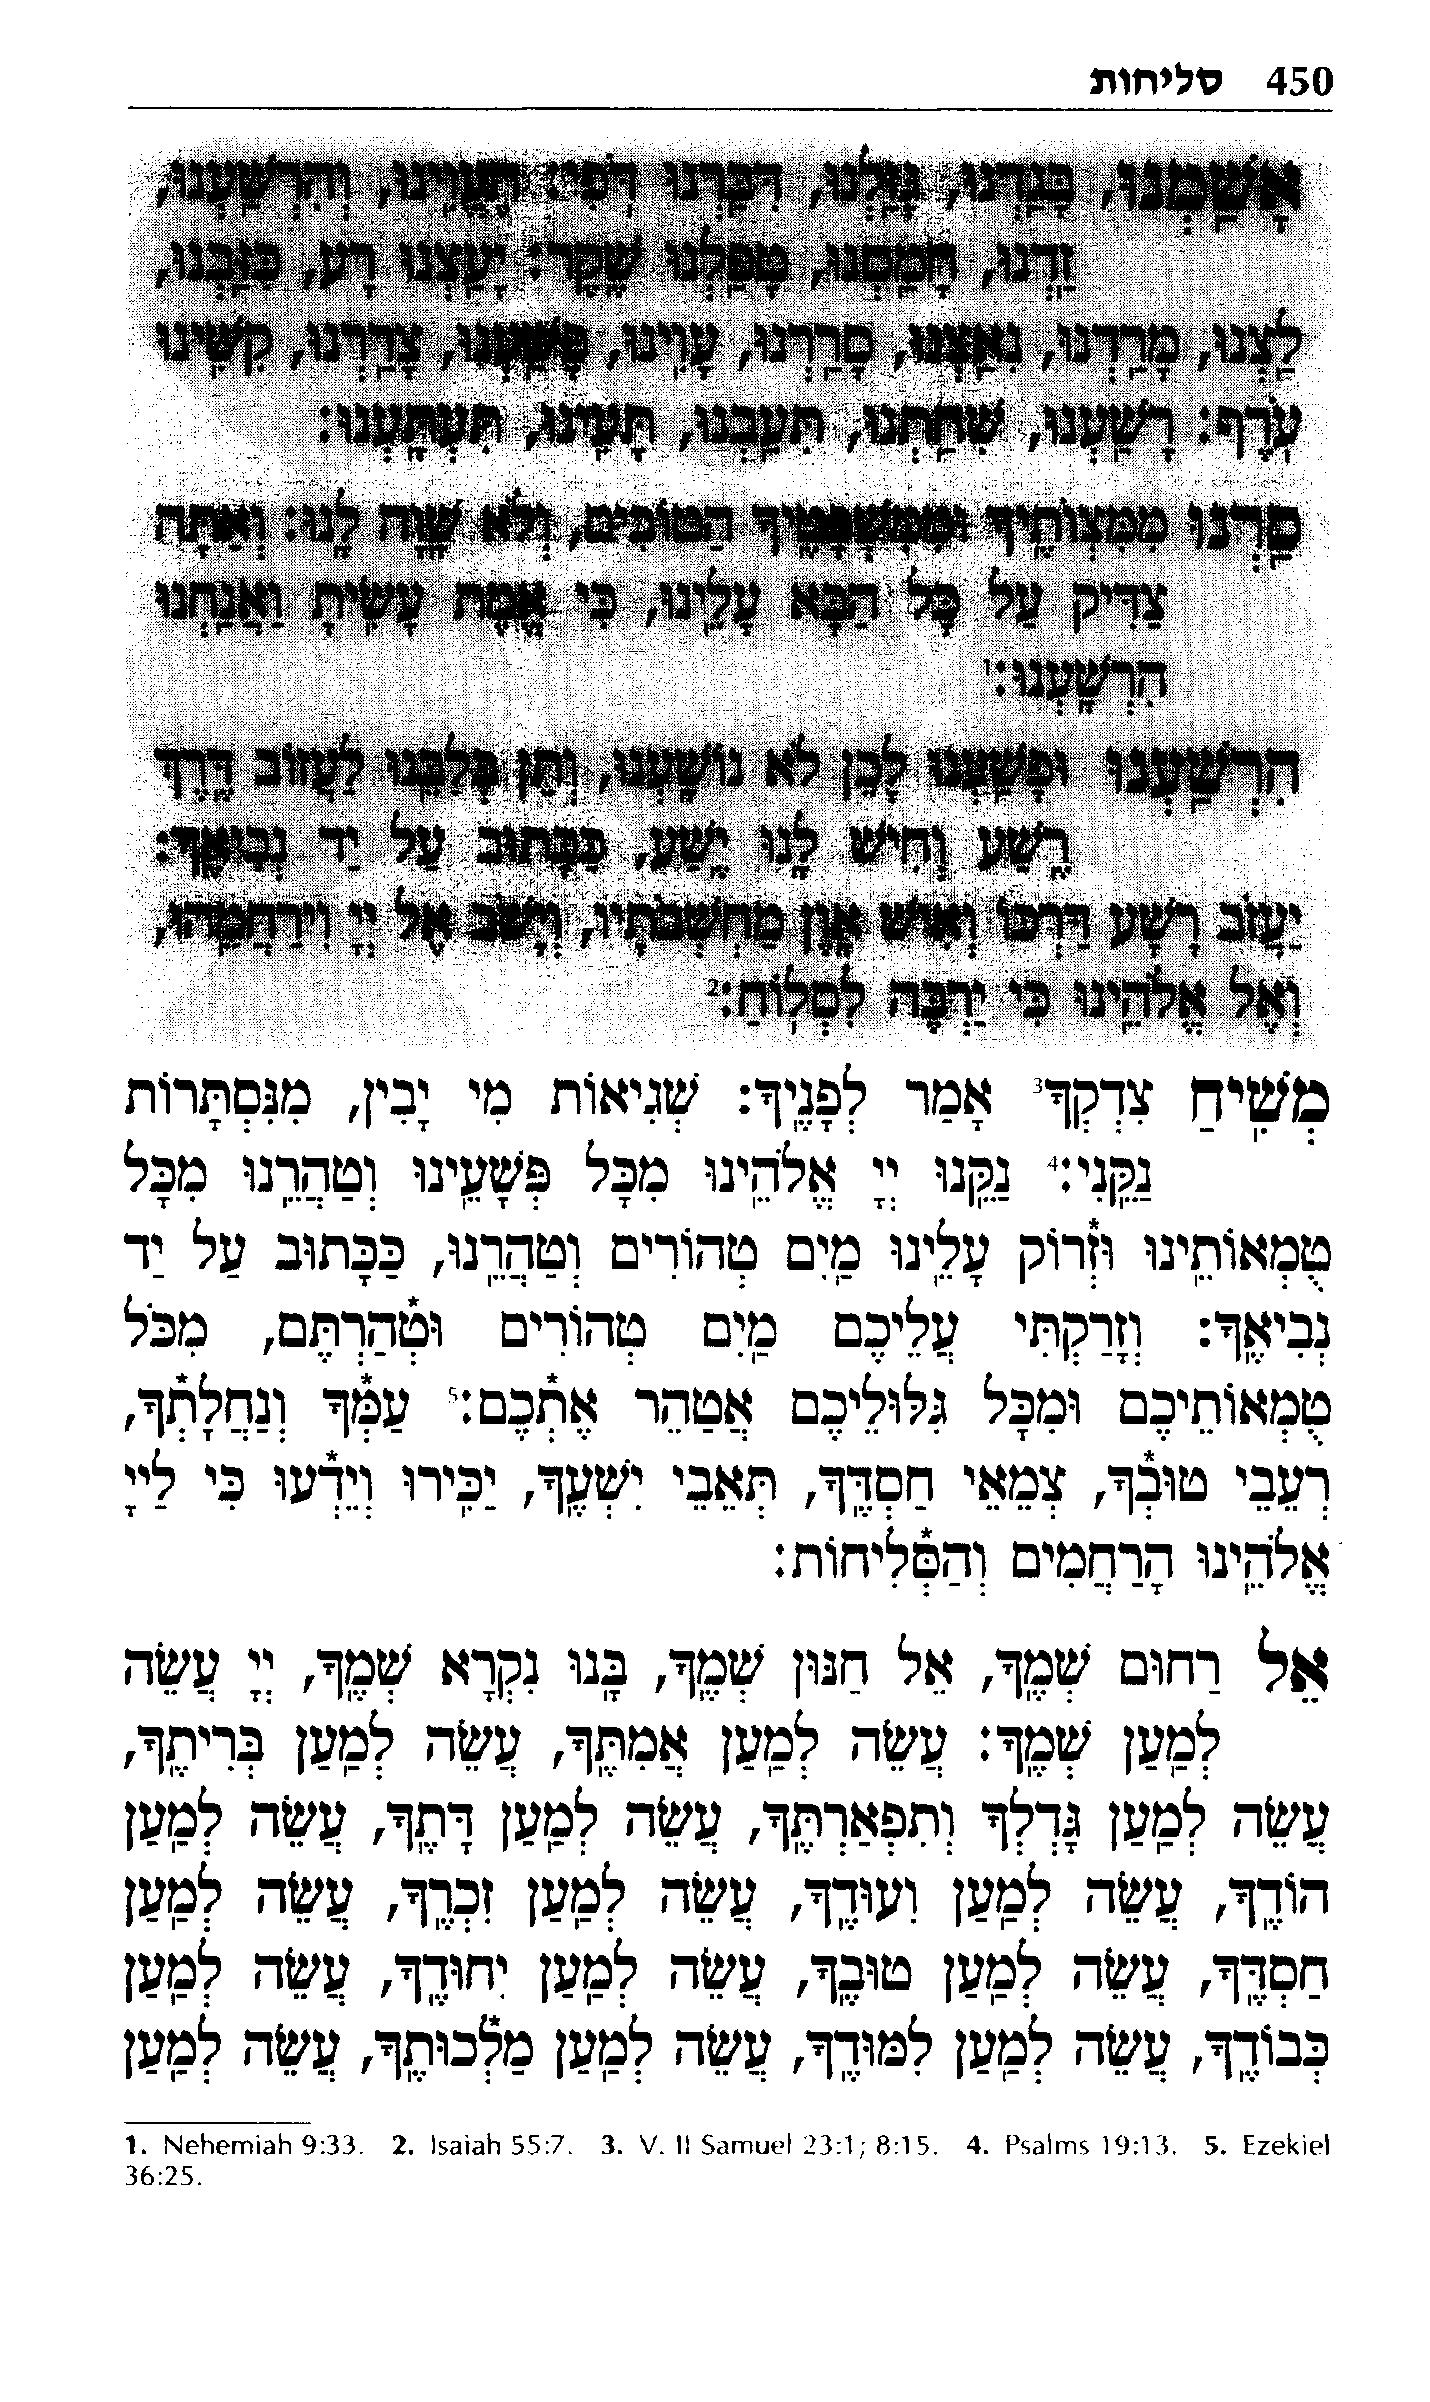 450 סליחות
אָשַׁמְנוּ, בָּגַדְנוּ, גָּזַלְנוּ, דִּבַּרְנוּ דֹפִי: הֶעֱוִינוּ, וְהִרְשַׁעְנוּ,
זַדְנוּ, חָמַסְנוּ, טָפַלְנוּ שֶׁקֶר: יָעַצְנוּ רָע, כִּזַּבְנוּ,
לַצְנוּ, מָרַדְנוּ, נִאַצְנוּ, סָרַרְנוּ, עָוִינוּ, פָּשַׁעְנוּ, צָרַרְנוּ, קִשִּׁינוּ
עֹרֶף: רָשַׁעְנוּ, שִׁחַתְנוּ, תִּעַבְנוּ, תָּעִינוּ, תִּעְתָּעְנוּ:
סַרְנוּ מִמִּצְוֹתֶיךָ וּמִמִּשְׁפָּטֶיךָ הַטּוֹבִים, וְלֹא שָׁוָה לָנוּ: וְאַתָּה
צַדִּיק עַל כָּל הַבָּא עָלֵינוּ, כִּי אֱמֶת עָשִׂיתָ וַאֲנַחְנוּ
הִרְשָׁעְנוּ:1
הִרְשַׁעְנוּ וּפָשַׁעְנוּ לָכֵן לֹא נוֹשָׁעְנוּ, וְתֵן בְּלִבֵּנוּ לַעֲזוֹב דֶּרֶךְ
רֶשַׁע וְחִישׁ לָנוּ יֶשַׁע, כַּכָּתוּב עַל יַד נְבִיאֶךָ:
יַעֲזֹב רָשָׁע דַּרְכּוֹ וְאִישׁ אָוֶן מַחְשְׁבֹתָיו, וְיָשֹׁב אֶל יְיָ וִירַחֲמֵהוּ,
וְאֶל אֱלֹהֵינוּ כִּי יַרְבֶּה לִסְלוֹחַ:2
מְשִׁיחַ צִדְקְךָ3 אָמַר לְפָנֶיךָ: שְׁגִיאוֹת מִי יָבִין, מִנִּסְתָּרוֹת
נַקֵּנִי:4 נַקֵּנוּ יְיָ אֱלֹהֵינוּ מִכָּל פְּשָׁעֵינוּ וְטַהֲרֵנוּ מִכָּל
טֻמְאוֹתֵינוּ וּזְ*רוֹק עָלֵינוּ מַיִם טְהוֹרִים וְטַהֲרֵנוּ, כַּכָּתוּב עַל יַד
נְבִיאֶךָ: וְזָרַקְתִּי עֲלֵיכֶם מַיִם טְהוֹרִים וּטְ*הַרְתֶּם, מִכֹּל
טֻמְאוֹתֵיכֶם וּמִכָּל גִּלּוּלֵיכֶם אֲטַהֵר אֶתְ*כֶם:5 עַמְּ*ךָ וְנַחֲלָתְ*ךָ,
רְעֵבֵי טוּבְ*ךָ, צְמֵאֵי חַסְדֶּךָ, תְּאֵבֵי יִשְׁעֶךָ, יַכִּירוּ וְיֵדְ*עוּ כִּי לַייָ
אֱלֹהֵינוּ הָרַחֲמִים וְהַסְּ*לִיחוֹת:
אֵל רַחוּם שְׁמֶךָ, אֵל חַנּוּן שְׁמֶךָ, בָּנוּ נִקְרָא שְׁמֶךָ, יְיָ עֲשֵׂה
לְמַעַן שְׁמֶךָ: עֲשֵׂה לְמַעַן אֲמִתֶּךָ, עֲשֵׂה לְמַעַן בְּרִיתֶךָ,
עֲשֵׂה לְמַעַן גָּדְלְךָ וְתִפְאַרְתֶּךָ, עֲשֵׂה לְמַעַן דָּתֶךָ, עֲשֵׂה לְמַעַן
הוֹדֶךָ, עֲשֵׂה לְמַעַן וִעוּדֶךָ, עֲשֵׂה לְמַעַן זִכְרֶךָ, עֲשֵׂה לְמַעַן
חַסְדֶּךָ, עֲשֵׂה לְמַעַן טוּבֶךָ, עֲשֵׂה לְמַעַן יִחוּדֶךָ, עֲשֵׂה לְמַעַן
כְּבוֹדֶךָ, עֲשֵׂה לְמַעַן לִמּוּדֶךָ, עֲשֵׂה לְמַעַן מַלְ*כוּתֶךָ, עֲשֵׂה לְמַעַן
1. Nehemiah 9:33. 2. Isaiah 55:7. 3. V. II Samuel 23:1; 8:15. 4. Psalms 19:13. 5. Ezekiel
36:25.